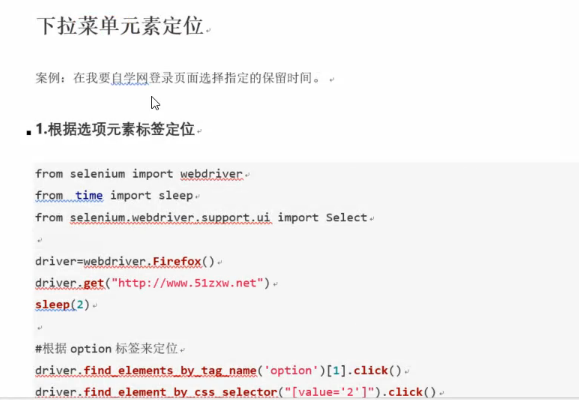 下拉菜单元素定位
案例：在我要自学网登录页面选择指定的保留时间。
1.根据选项元素标签定位
from selenium import webdriver
from  time import sleep
from selenium.webdriver.support.ui import Select
driver=webdriver.Firefox()
driver.get("http://www.51zxw.net")
sleep(2)
#根据 option 标签来定位
driver.find_elements_by_tag_name('option')[1].click()
driver.find_element_by_css_selector("[value='2']").click()